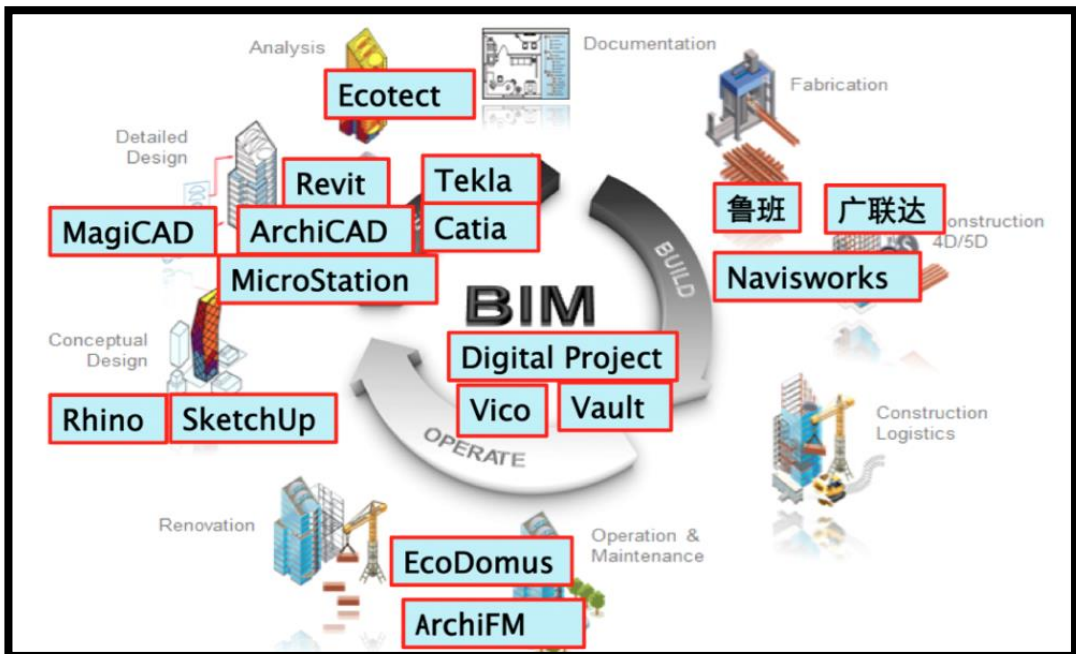 Analysis
Documentation
Ecotect
Fabrication
Detailed
Design
Revit
Tekla
鲁班
广联达
MagiCAD
ArchiCAD
Catia
4D/5D
MicroStation
BUILD
Navisworks
BIM
Conceptual
Design
Digital Project
Rhino
SketchUp
Vico
Vault
Construction
Logistics
OPERATE
Renovation
Operation &
Maintenance
EcoDomus
ArchiFM